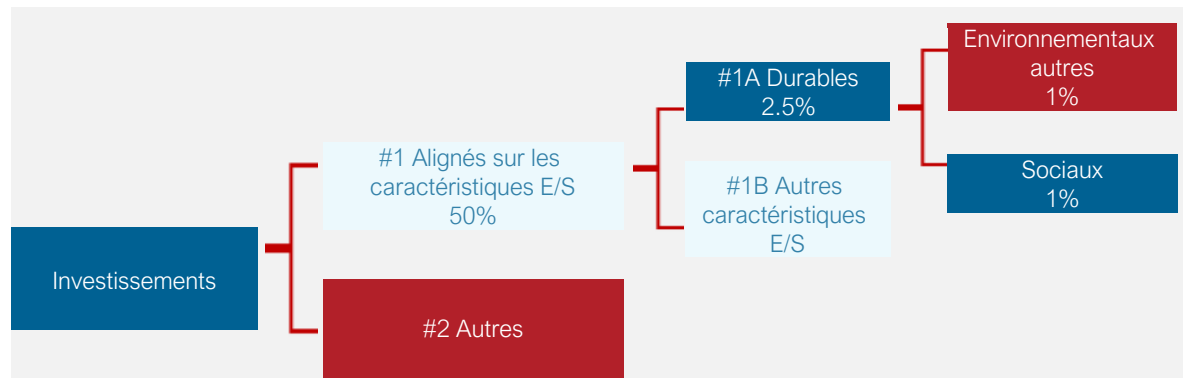 Investissements
#1 Alignés sur les
caractéristiques E/S
50%
#2 Autres
#1A Durables
2.5%
#1B Autres
caractéristiques
E/S
Environnementaux
autres
1%
Sociaux
1%